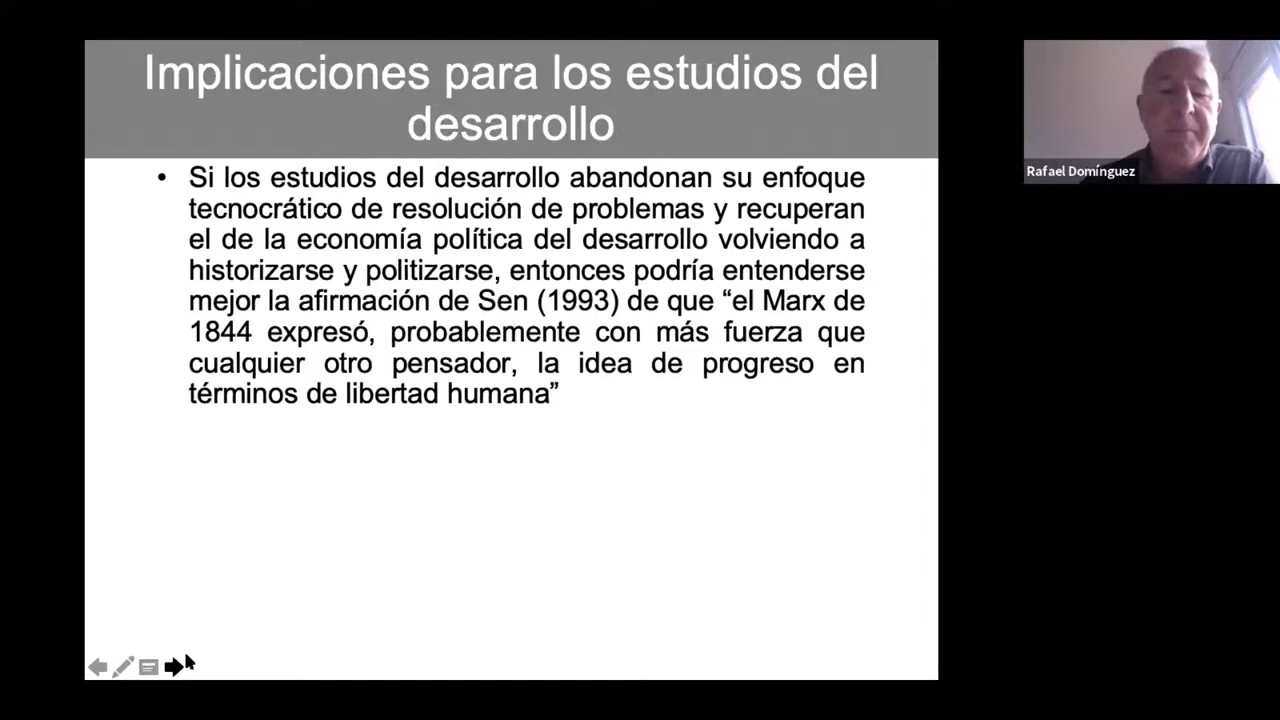 Implicaciones para los estudios del
desarrollo
• Si los estudios del desarrollo abandonan su enfoque
tecnocrático de resolución de problemas y recuperan
el de la economía política del desarrollo volviendo a
historizarse y politizarse, entonces podría entenderse
mejor la afirmación de Sen (1993) de que “el Marx de
1844 expresó, probablemente con más fuerza que
cualquier otro pensador, la idea de progreso en
términos de libertad humana”
Rafael Domínguez